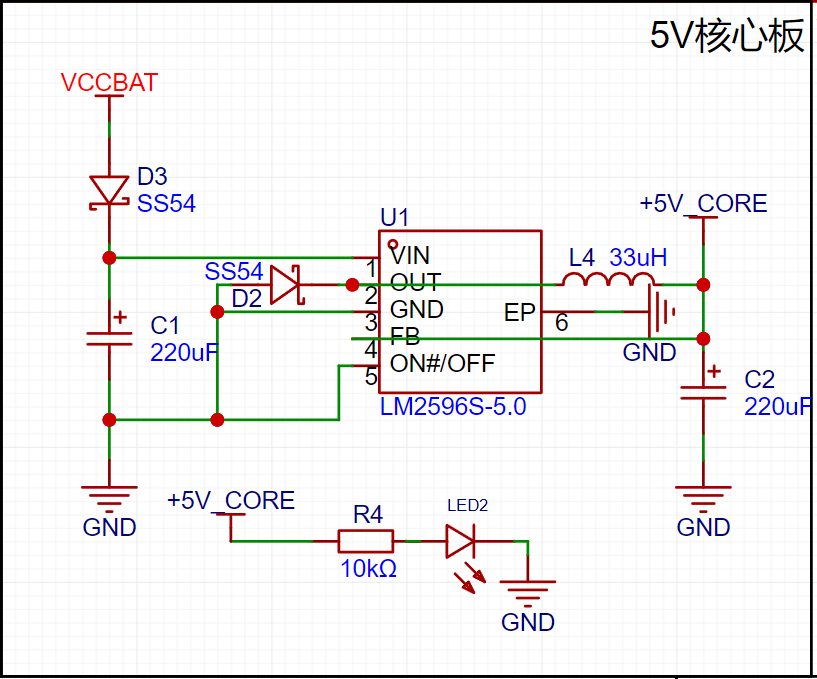 5V核心板
VCCBAT
D3
SS54
U1
+5V_CORE
VIN
1
SS54
D2
OUT
2
L4 33uH
GND
3
EP
6
C1
220uF
FB
4
GND
ON#/OFF
5
C2
220uF
LM2596S-5.0
+5V_CORE
R4
LED2
GND
GND
10kΩ
GND